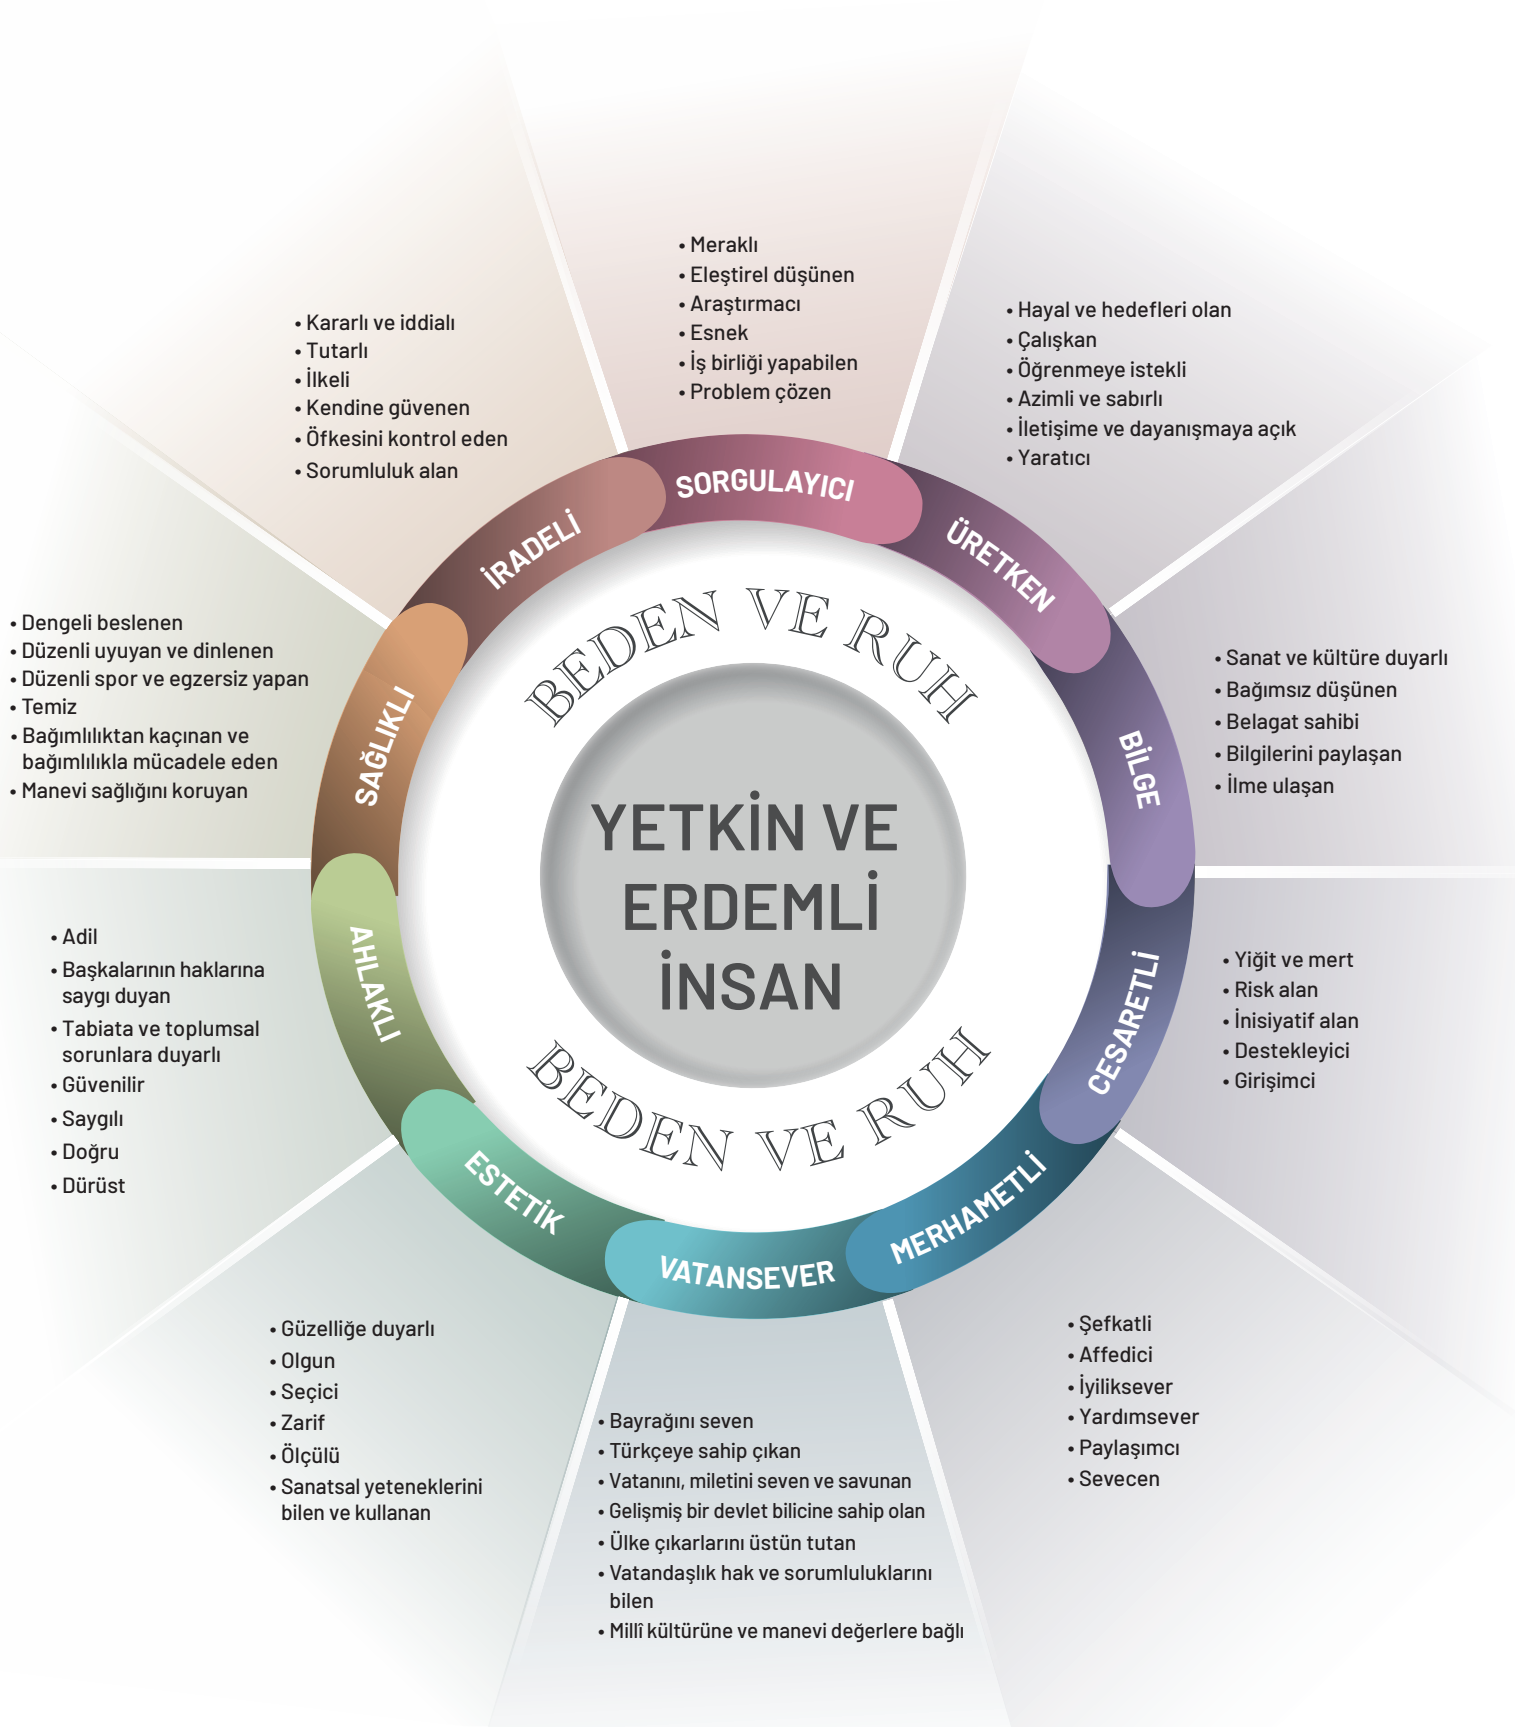 • Meraklı
• Eleştirel düşünen
• Araştırmacı
• Esnek
• İş birliği yapabilen
• Problem çözen
• Hayal ve hedefleri olan
• Çalışkan
• Öğrenmeye istekli
• Azimli ve sabırlı
• İletişime ve dayanışmaya açık
• Yaratıcı
• Sanat ve kültüre duyarlı
• Bağımsız düşünen
• Belagat sahibi
• Bilgilerini paylaşan
• İlme ulaşan
• Yiğit ve mert
• Risk alan
• İnisiyatif alan
• Destekleyici
• Girişimci
• Şefkatli
• Affedici
• İyiliksever
• Yardımsever
• Paylaşımcı
• Sevecen
• Bayrağını seven
• Türkçeye sahip çıkan
• Vatanını, miletini seven ve savunan
• Gelişmiş bir devlet bilicine sahip olan
• Ülke çıkarlarını üstün tutan
• Vatandaşlık hak ve sorumluluklarını
bilen
• Millî kültürüne ve manevi değerlere bağlı
• Güzelliğe duyarlı
• Olgun
• Seçici
• Zarif
• Ölçülü
• Sanatsal yeteneklerini
bilen ve kullanan
• Adil
• Başkalarının haklarına
saygı duyan
• Tabiata ve toplumsal
sorunlara duyarlı
• Güvenilir
• Saygılı
• Doğru
• Dürüst
• Dengeli beslenen
• Düzenli uyuyan ve dinlenen
• Düzenli spor ve egzersiz yapan
• Temiz
• Bağımlılıktan kaçınan ve
bağımlılıkla mücadele eden
• Manevi sağlığını koruyan
• Kararlı ve iddialı
• Tutarlı
• İlkeli
• Kendine güvenen
• Öfkesini kontrol eden
• Sorumluluk alan
SORGULAYICI
ÜRETKEN
BİLGE
CESARETLİ
MERHAMETLİ
VATANSEVER
ESTETİK
AHLAKLI
SAĞLIKLI
İRADELİ
BEDEN VE RUH
YETKİN VE
ERDEMLİ
İNSAN
BEDEN VE RUH